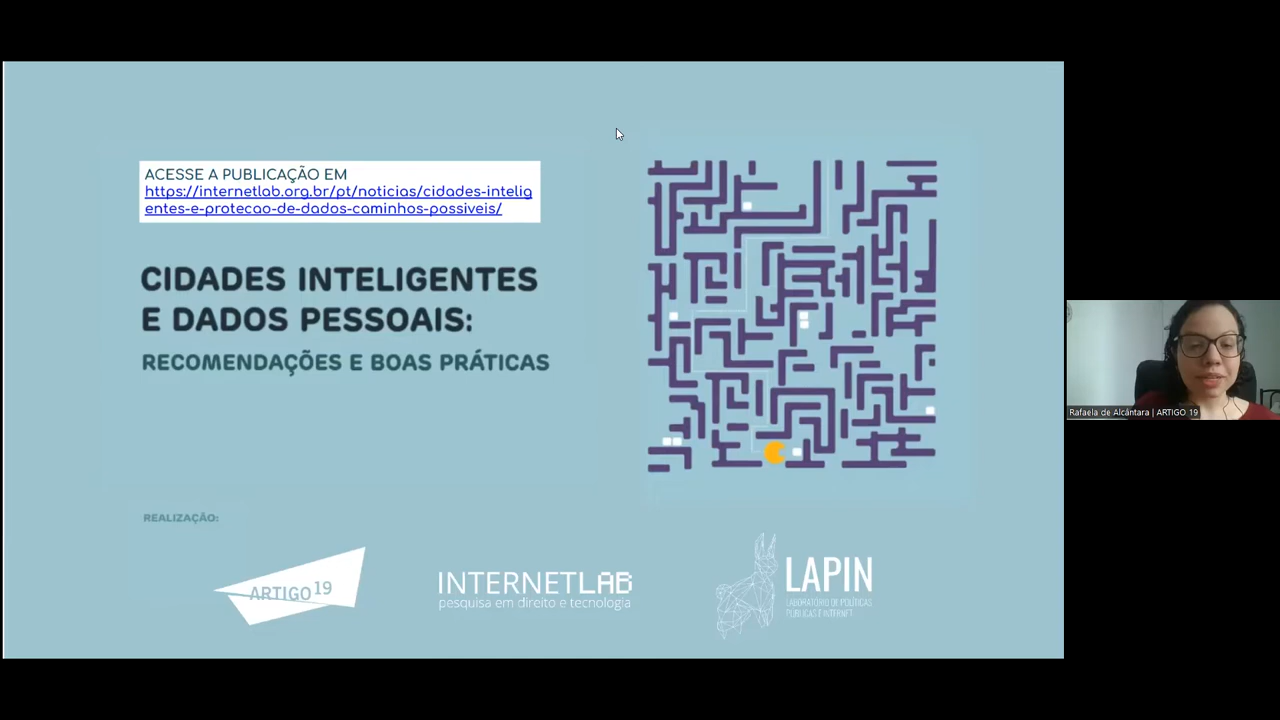 ACESSE A PUBLICAÇÃO EM
https://internetlab.org.br/pt/noticias/cidades-intelig
entes-e-protecao-de-dados-caminhos-possiveis/
CIDADES INTELIGENTES
E DADOS PESSOAIS:
RECOMENDAÇÕES E BOAS PRÁTICAS
REALIZAÇÃO:
ARTIGO 19
INTERNETLAB
pesquisa em direito e tecnologia
LAPIN
LABORATÓRIO DE POLÍTICAS
PÚBLICAS E INTERNET
Rafaela de Alcântara | ARTIGO 19